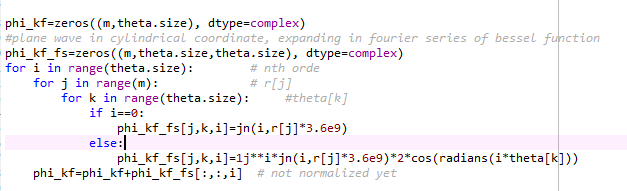 phi_kf=zeros((m,theta.size), dtype=complex)
#plane wave in cylindrical coordinate, expanding in fourier series of bessel function
phi_kf_fs=zeros((m,theta.size,theta.size), dtype=complex)
for i in range(theta.size):        # nth orde
    for j in range(m):             # r[j]
        for k in range(theta.size):     #theta[k]
            if i==0:
                phi_kf_fs[j,k,i]=jn(i,r[j]*3.6e9)
            else:
                phi_kf_fs[j,k,i]=1j**i*jn(i,r[j]*3.6e9)*2*cos(radians(i*theta[k]))
    phi_kf=phi_kf+phi_kf_fs[:,:,i]  # not normalized yet